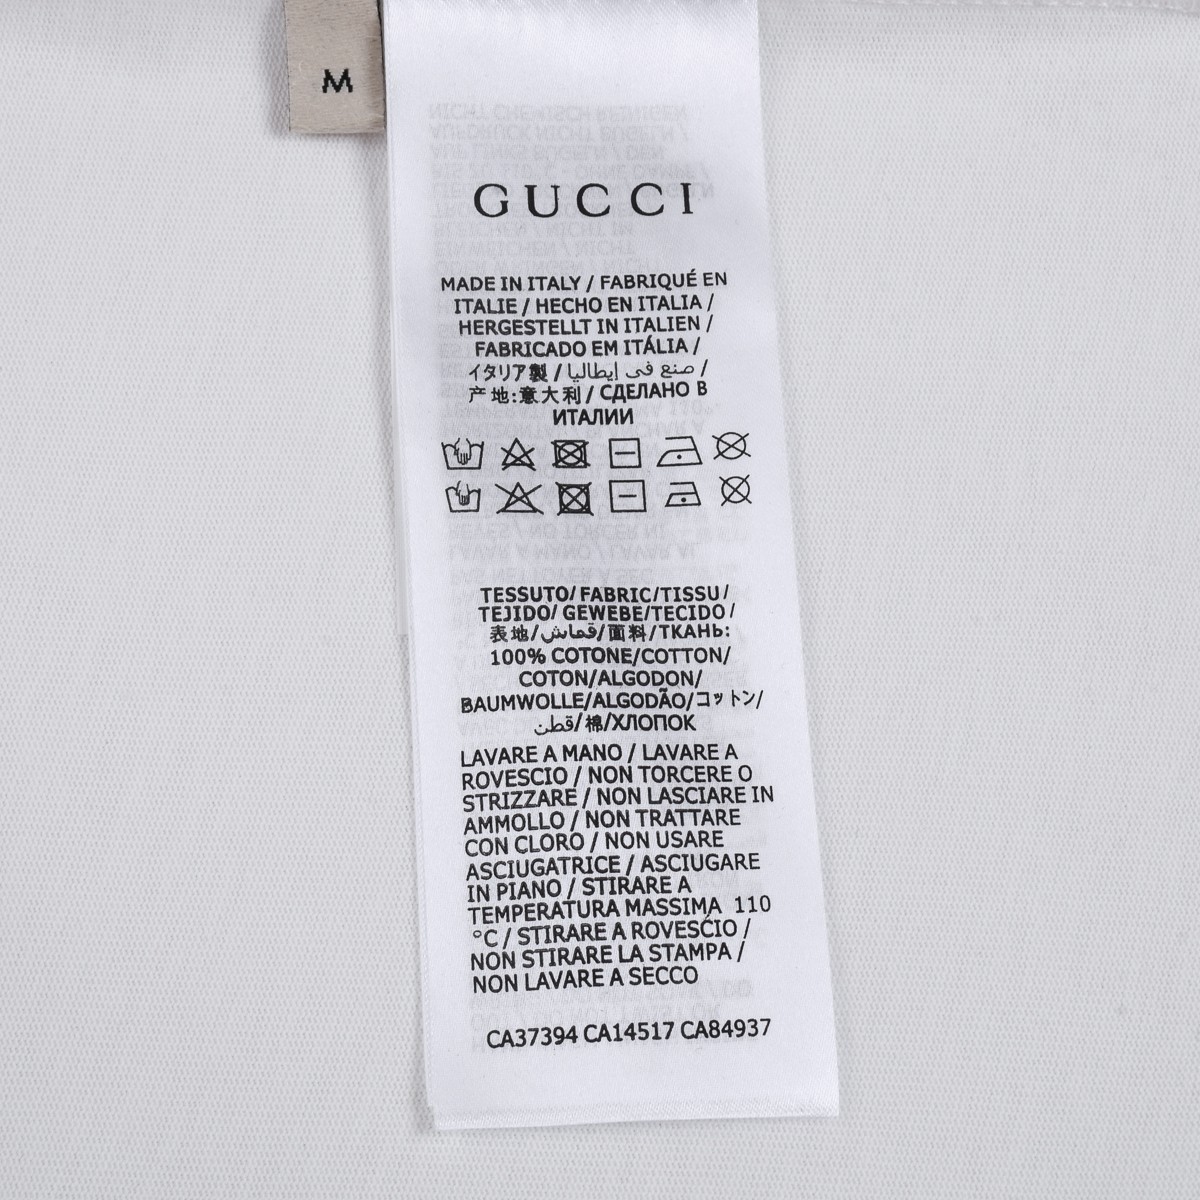 M
GUCCI
MADE IN ITALY / FABRIQUÉ EN
ITALIE / HECHO EN ITALIA /
HERGESTELLT IN ITALIEN /
FABRICADO EM ITÁLIA /
イタリア製 / صنع في إيطاليا /
产地:意大利 / СДЕЛАНО В
ИТАЛИИ
TESSUTO/ FABRIC/TISSU/
TEJIDO/ GEWEBE/TECIDO/
表地/قماش/面料/ТКАНЬ:
100% COTONE/COTTON/
COTON/ALGODON/
BAUMWOLLE/ALGODÃO/コットン/
قطن/棉/ХЛОПОК
LAVARE A MANO / LAVARE A
ROVESCIO / NON TORCERE O
STRIZZARE / NON LASCIARE IN
AMMOLLO / NON TRATTARE
CON CLORO / NON USARE
ASCIUGATRICE / ASCIUGARE
IN PIANO / STIRARE A
TEMPERATURA MASSIMA 110
°C / STIRARE A ROVESCIO /
NON STIRARE LA STAMPA /
NON LAVARE A SECCO
CA37394 CA14517 CA84937